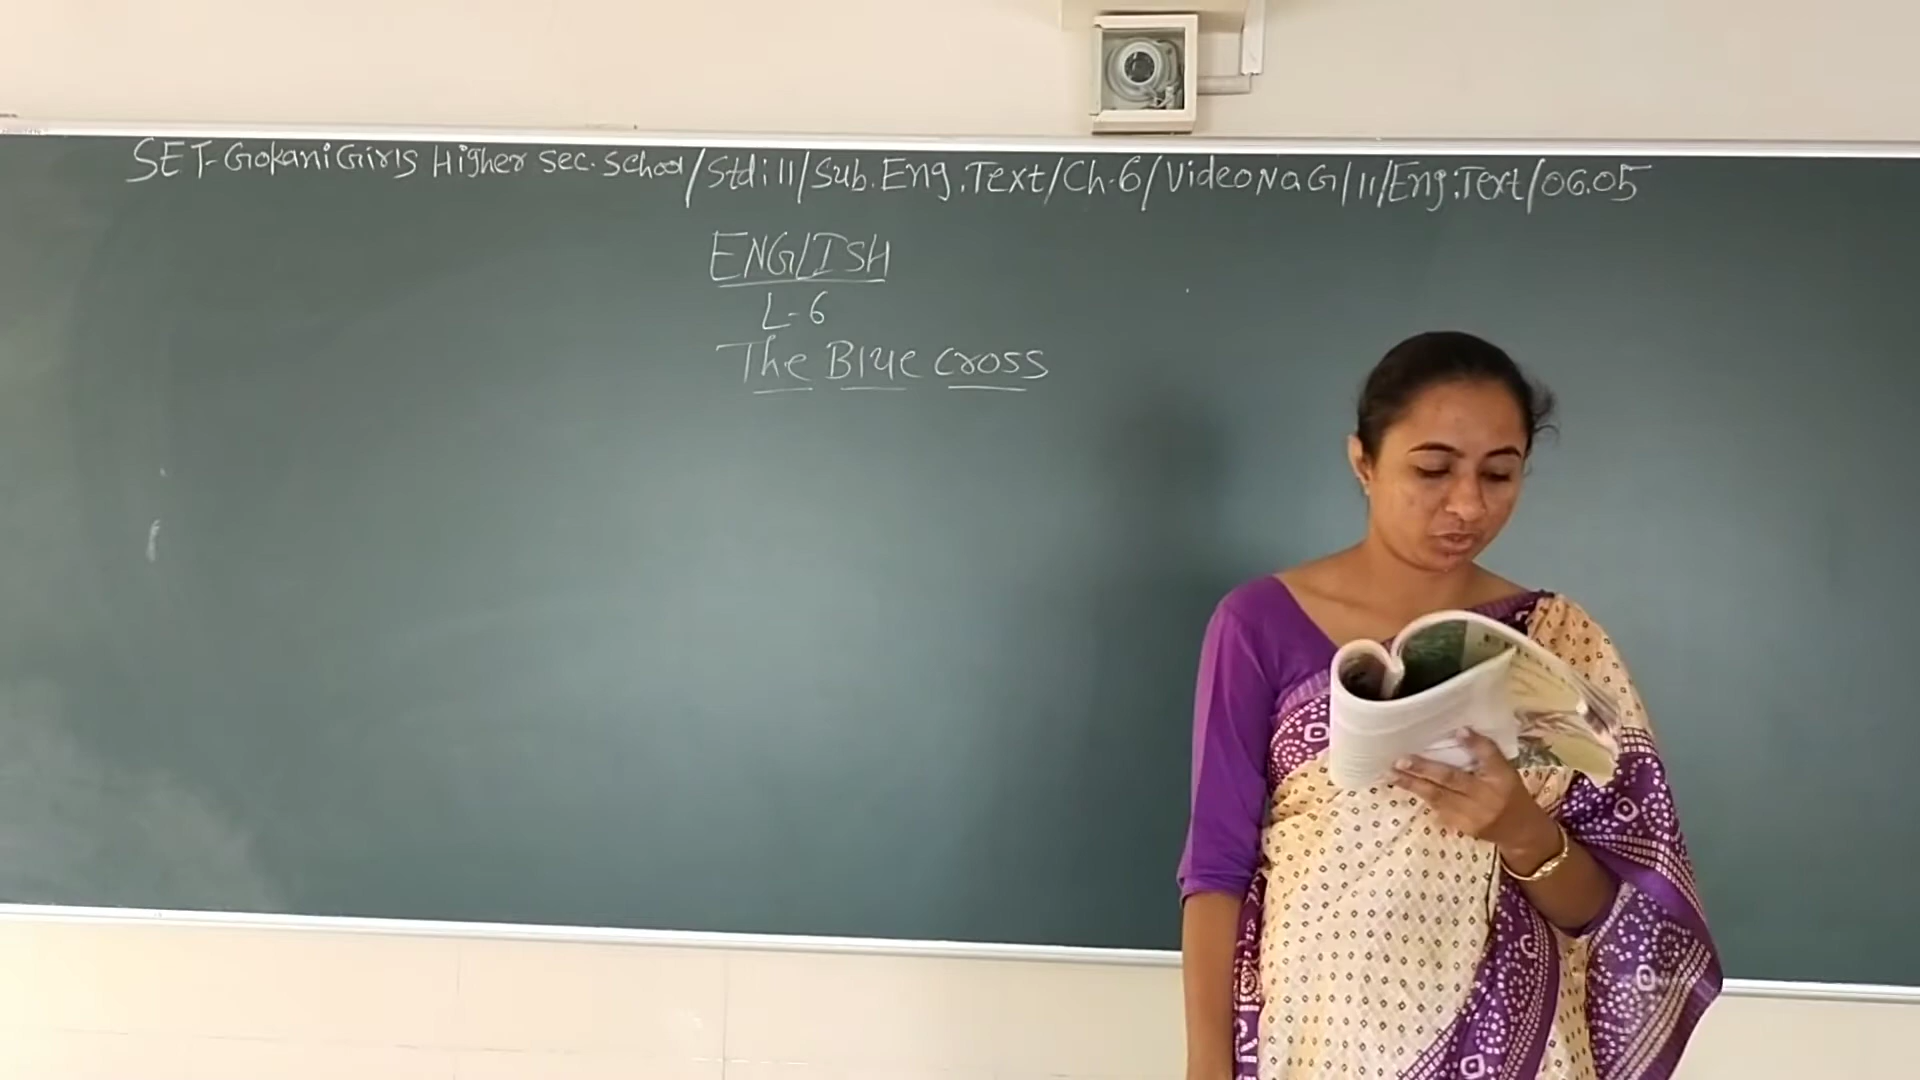 SET-Gokani Girls Higher Sec. School/Std:11/Sub.Eng.Text/Ch-6/Video No G/11/Eng:Text/06.05
ENGLISH
L-6
The Blue Cross